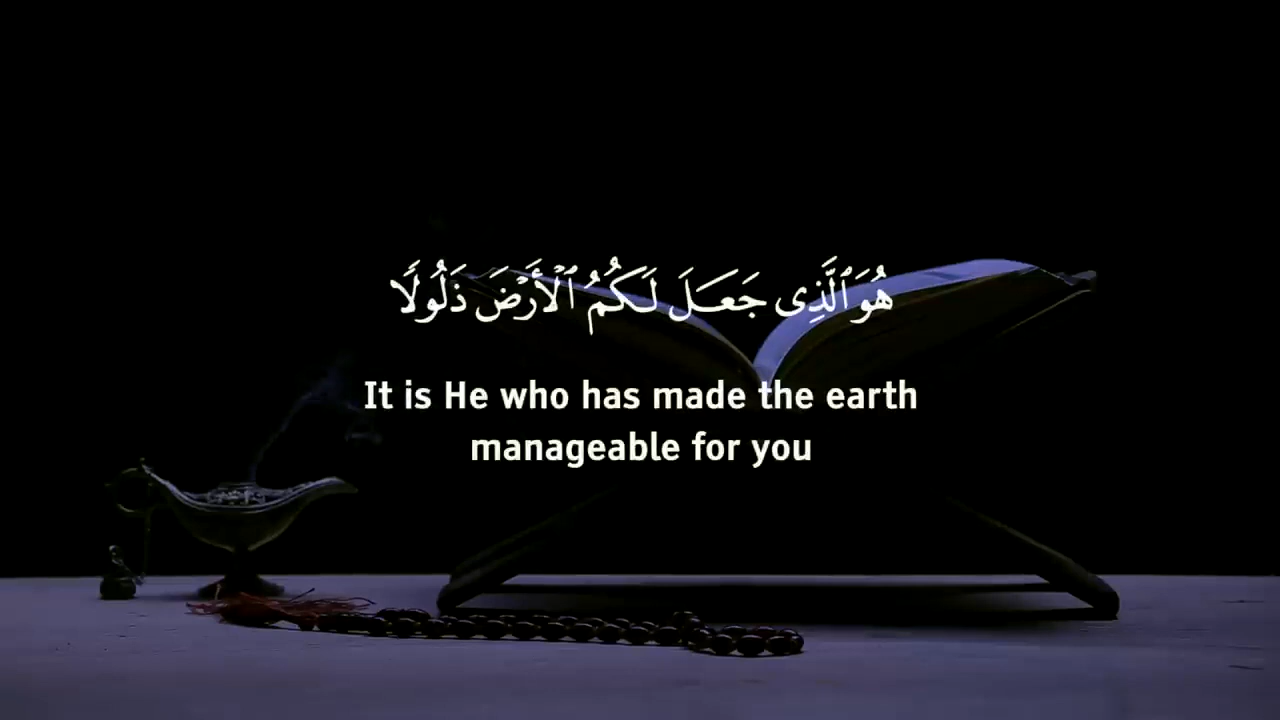 هُوَ ٱلَّذِى جَعَلَ لَكُمُ ٱلْأَرْضَ ذَلُولًا
It is He who has made the earth
manageable for you